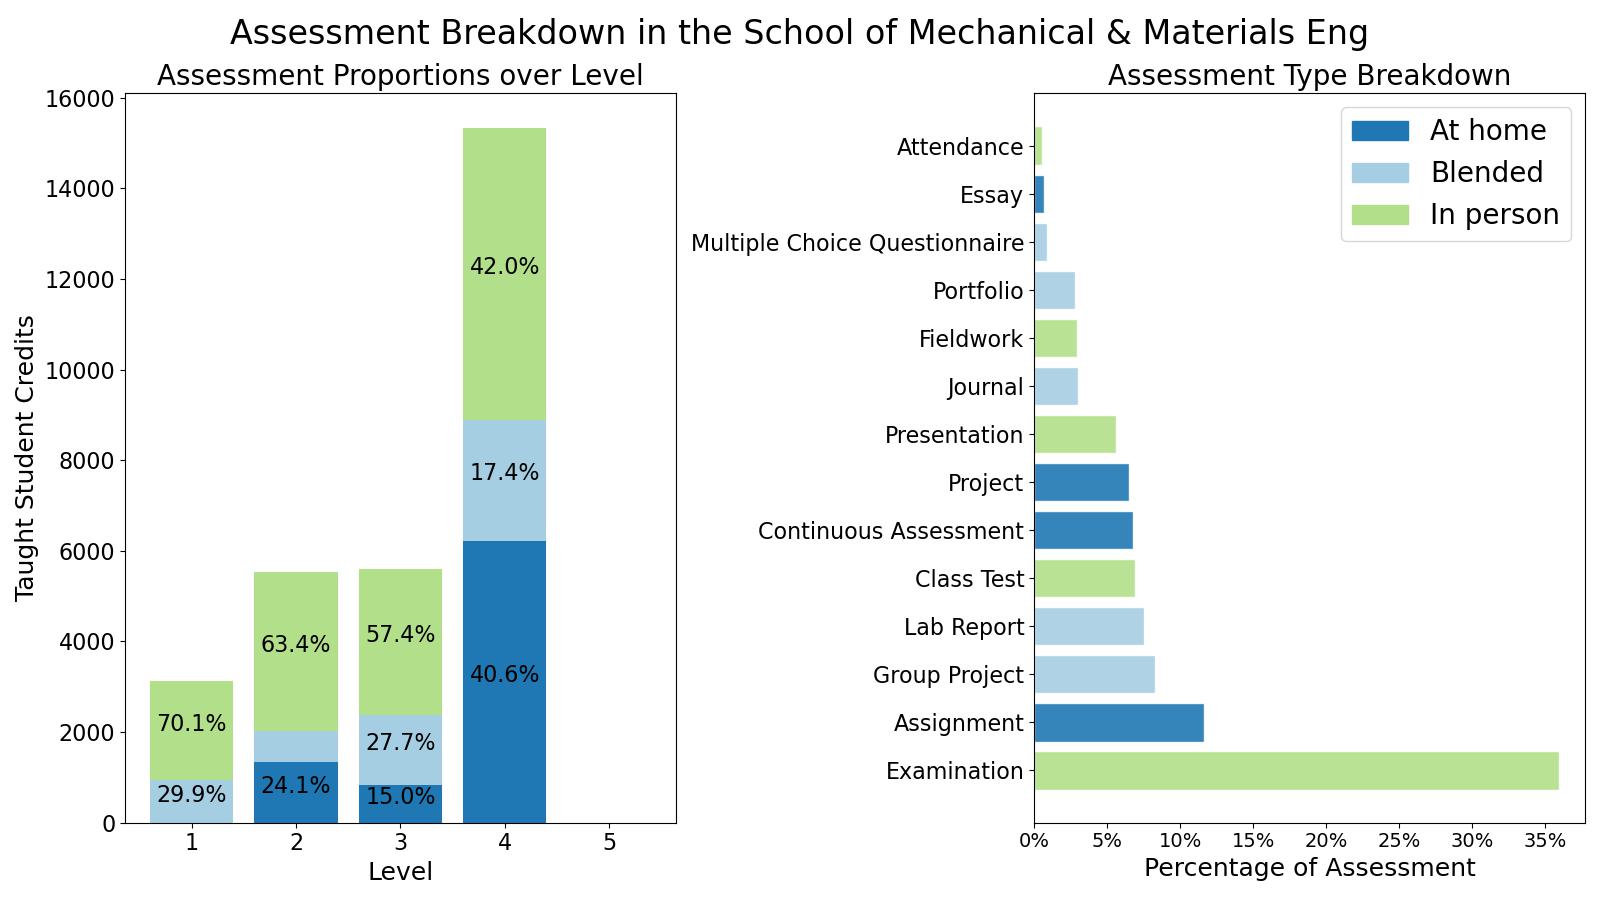 Assessment Breakdown in the School of Mechanical & Materials Eng
Assessment Proportions over Level
Taught Student Credits
16000
14000
12000
10000
8000
6000
4000
2000
0
70.1%
29.9%
63.4%
24.1%
57.4%
27.7%
15.0%
42.0%
17.4%
40.6%
1 2 3 4 5
Level
Assessment Type Breakdown
At home
Blended
In person
Attendance
Essay
Multiple Choice Questionnaire
Portfolio
Fieldwork
Journal
Presentation
Project
Continuous Assessment
Class Test
Lab Report
Group Project
Assignment
Examination
0% 5% 10% 15% 20% 25% 30% 35%
Percentage of Assessment